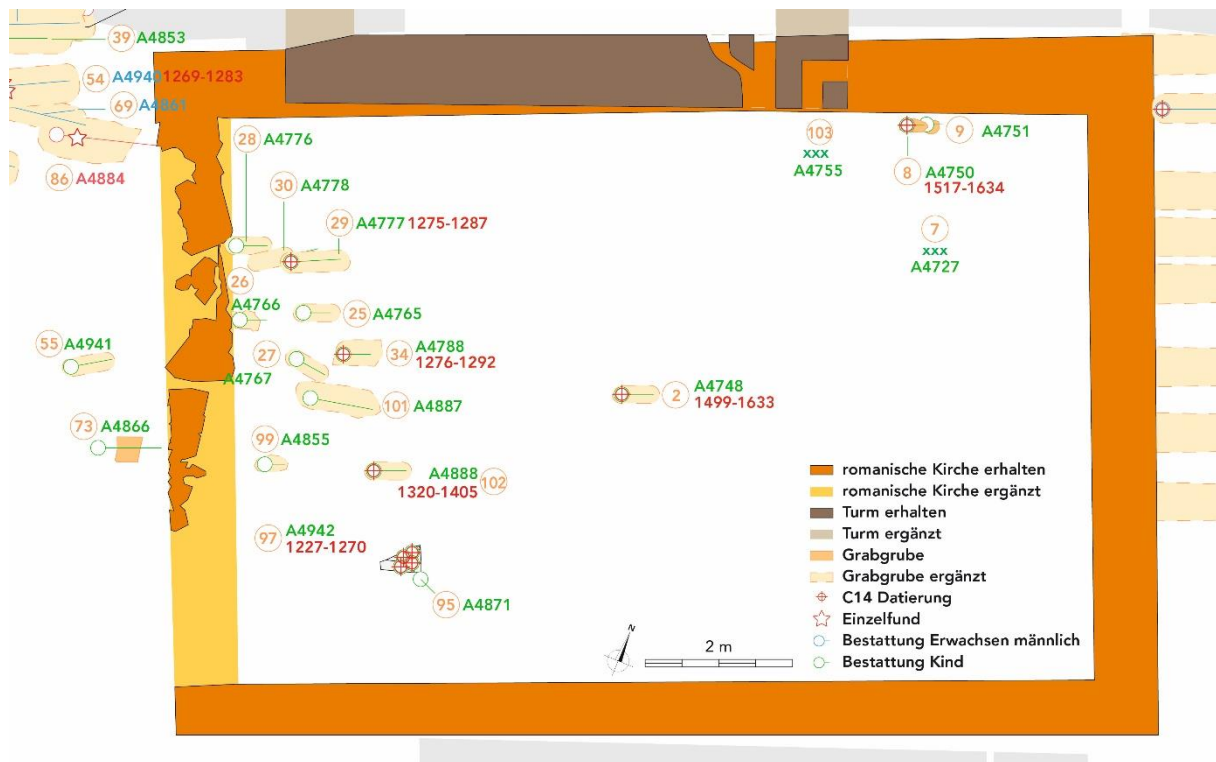 39 A4853
54 A4940 1269-1283
69 A4861
86 A4884
28 A4776
30 A4778
29 A4777 1275-1287
26
A4766
25 A4765
55 A4941
27
A4767
34 A4788
1276-1292
101 A4887
73 A4866
99 A4855
A4888 102
1320-1405
97 A4942
1227-1270
95 A4871
2 A4748
1499-1633
103
xxx
A4755
9 A4751
8 A4750
1517-1634
7
xxx
A4727
N
2 m
romanische Kirche erhalten
romanische Kirche ergänzt
Turm erhalten
Turm ergänzt
Grabgrube
Grabgrube ergänzt
C14 Datierung
Einzelfund
Bestattung Erwachsen männlich
Bestattung Kind